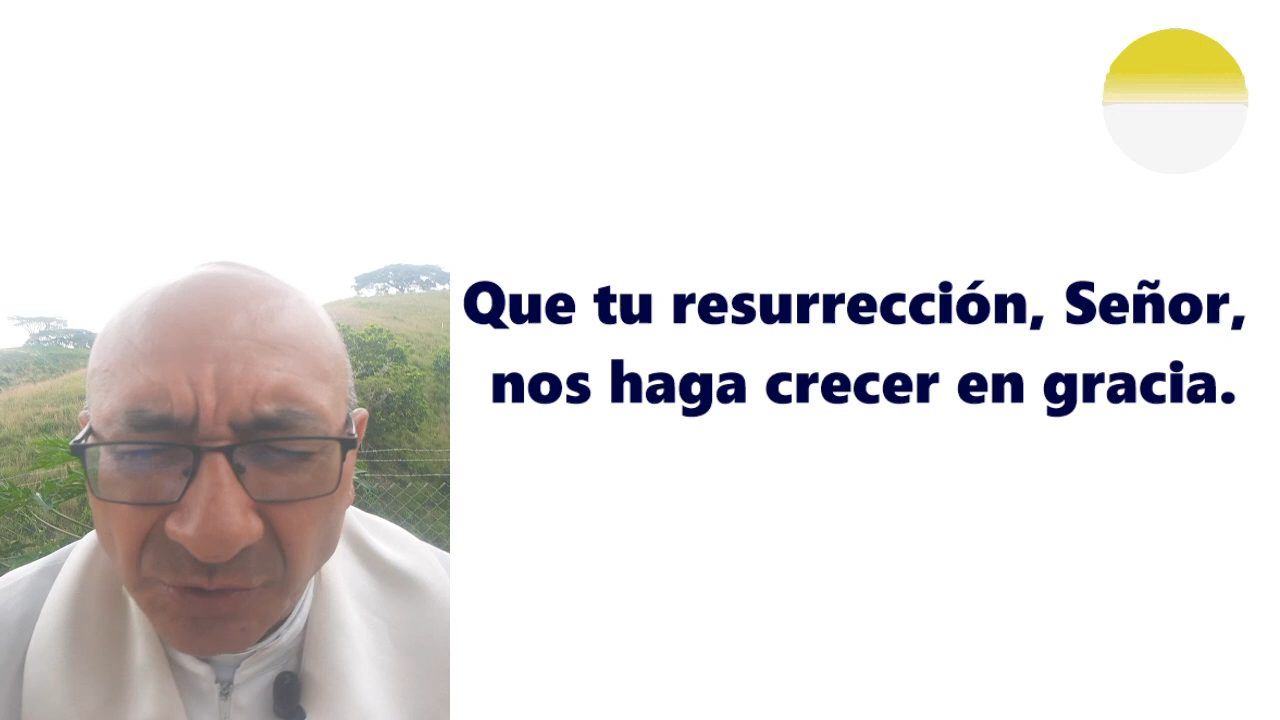 Que tu resurrección, Señor,
nos haga crecer en gracia.